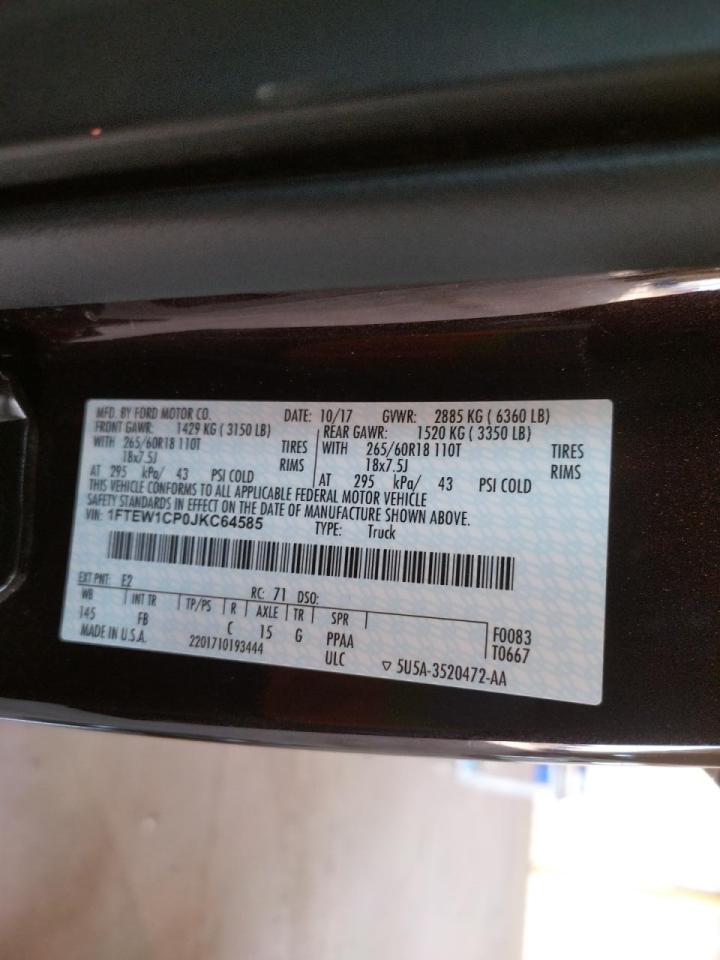 MFD. BY FORD MOTOR CO. DATE: 10/17 GVWR: 2885 KG ( 6360 LB)
FRONT GAWR: 1429 KG ( 3150 LB) REAR GAWR: 1520 KG ( 3350 LB)
WITH 265/60R18 110T TIRES WITH 265/60R18 110T TIRES
18x7.5J RIMS 18x7.5J RIMS
AT 295 kPa/ 43 PSI COLD AT 295 kPa/ 43 PSI COLD
THIS VEHICLE CONFORMS TO ALL APPLICABLE FEDERAL MOTOR VEHICLE
SAFETY STANDARDS IN EFFECT ON THE DATE OF MANUFACTURE SHOWN ABOVE.
VIN: 1FTEW1CP0JKC64585 TYPE: Truck
EXT PNT: E2 RC: 71 DSO:
WB INT TR TP/PS R AXLE TR SPR
145 FB C 15 G PPAA F0083
MADE IN U.S.A. 2201710193444 ULC T0667
▽ 5U5A-3520472-AA